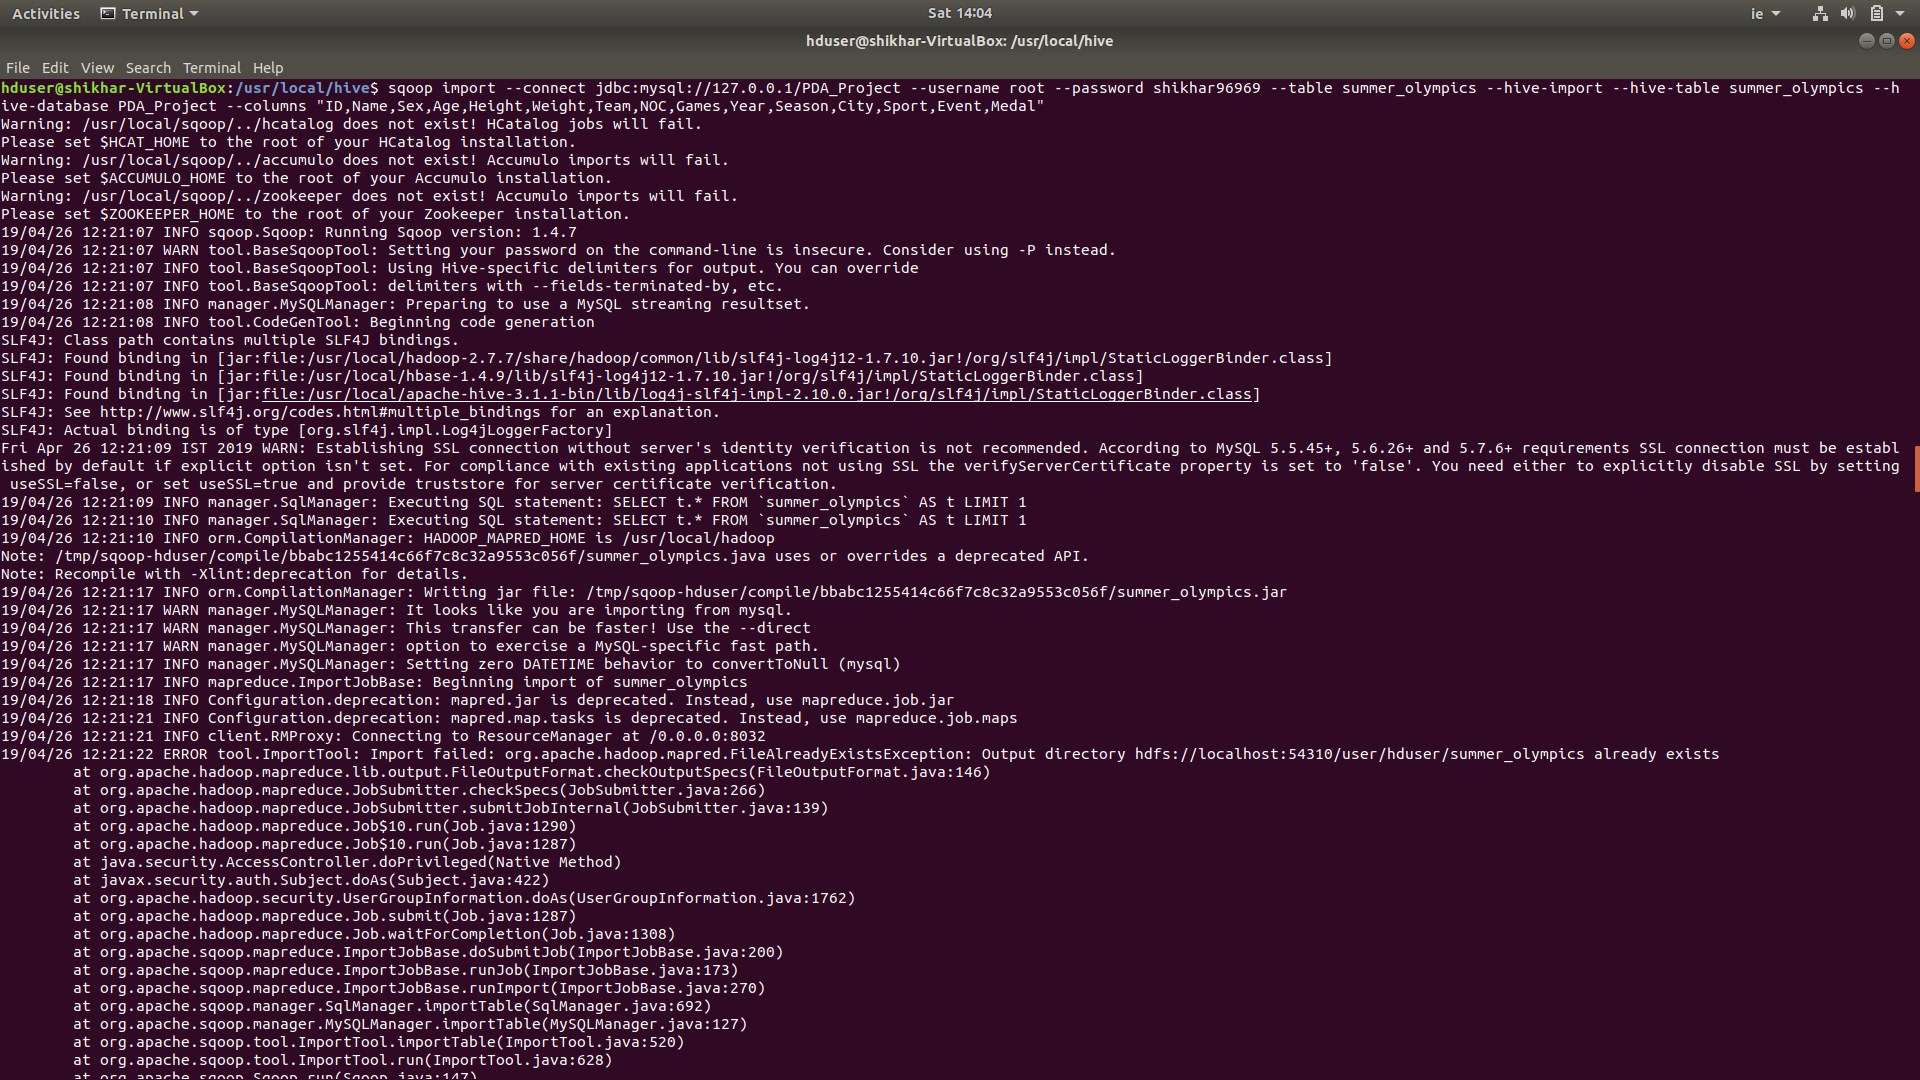 Activities Terminal Sat 14:04 ie
hduser@shikhar-VirtualBox: /usr/local/hive
File Edit View Search Terminal Help
hduser@shikhar-VirtualBox:/usr/local/hive$ sqoop import --connect jdbc:mysql://127.0.0.1/PDA_Project --username root --password shikhar96969 --table summer_olympics --hive-import --hive-table summer_olympics --h
ive-database PDA_Project --columns "ID,Name,Sex,Age,Height,Weight,Team,NOC,Games,Year,Season,City,Sport,Event,Medal"
Warning: /usr/local/sqoop/../hcatalog does not exist! HCatalog jobs will fail.
Please set $HCAT_HOME to the root of your HCatalog installation.
Warning: /usr/local/sqoop/../accumulo does not exist! Accumulo imports will fail.
Please set $ACCUMULO_HOME to the root of your Accumulo installation.
Warning: /usr/local/sqoop/../zookeeper does not exist! Accumulo imports will fail.
Please set $ZOOKEEPER_HOME to the root of your Zookeeper installation.
19/04/26 12:21:07 INFO sqoop.Sqoop: Running Sqoop version: 1.4.7
19/04/26 12:21:07 WARN tool.BaseSqoopTool: Setting your password on the command-line is insecure. Consider using -P instead.
19/04/26 12:21:07 INFO tool.BaseSqoopTool: Using Hive-specific delimiters for output. You can override
19/04/26 12:21:07 INFO tool.BaseSqoopTool: delimiters with --fields-terminated-by, etc.
19/04/26 12:21:08 INFO manager.MySQLManager: Preparing to use a MySQL streaming resultset.
19/04/26 12:21:08 INFO tool.CodeGenTool: Beginning code generation
SLF4J: Class path contains multiple SLF4J bindings.
SLF4J: Found binding in [jar:file:/usr/local/hadoop-2.7.7/share/hadoop/common/lib/slf4j-log4j12-1.7.10.jar!/org/slf4j/impl/StaticLoggerBinder.class]
SLF4J: Found binding in [jar:file:/usr/local/hbase-1.4.9/lib/slf4j-log4j12-1.7.10.jar!/org/slf4j/impl/StaticLoggerBinder.class]
SLF4J: Found binding in [jar:file:/usr/local/apache-hive-3.1.1-bin/lib/log4j-slf4j-impl-2.10.0.jar!/org/slf4j/impl/StaticLoggerBinder.class]
SLF4J: See http://www.slf4j.org/codes.html#multiple_bindings for an explanation.
SLF4J: Actual binding is of type [org.slf4j.impl.Log4jLoggerFactory]
Fri Apr 26 12:21:09 IST 2019 WARN: Establishing SSL connection without server's identity verification is not recommended. According to MySQL 5.5.45+, 5.6.26+ and 5.7.6+ requirements SSL connection must be establ
ished by default if explicit option isn't set. For compliance with existing applications not using SSL the verifyServerCertificate property is set to 'false'. You need either to explicitly disable SSL by setting
useSSL=false, or set useSSL=true and provide truststore for server certificate verification.
19/04/26 12:21:09 INFO manager.SqlManager: Executing SQL statement: SELECT t.* FROM `summer_olympics` AS t LIMIT 1
19/04/26 12:21:10 INFO manager.SqlManager: Executing SQL statement: SELECT t.* FROM `summer_olympics` AS t LIMIT 1
19/04/26 12:21:10 INFO orm.CompilationManager: HADOOP_MAPRED_HOME is /usr/local/hadoop
Note: /tmp/sqoop-hduser/compile/bbabc1255414c66f7c8c32a9553c056f/summer_olympics.java uses or overrides a deprecated API.
Note: Recompile with -Xlint:deprecation for details.
19/04/26 12:21:17 INFO orm.CompilationManager: Writing jar file: /tmp/sqoop-hduser/compile/bbabc1255414c66f7c8c32a9553c056f/summer_olympics.jar
19/04/26 12:21:17 WARN manager.MySQLManager: It looks like you are importing from mysql.
19/04/26 12:21:17 WARN manager.MySQLManager: This transfer can be faster! Use the --direct
19/04/26 12:21:17 WARN manager.MySQLManager: option to exercise a MySQL-specific fast path.
19/04/26 12:21:17 INFO manager.MySQLManager: Setting zero DATETIME behavior to convertToNull (mysql)
19/04/26 12:21:17 INFO mapreduce.ImportJobBase: Beginning import of summer_olympics
19/04/26 12:21:18 INFO Configuration.deprecation: mapred.jar is deprecated. Instead, use mapreduce.job.jar
19/04/26 12:21:21 INFO Configuration.deprecation: mapred.map.tasks is deprecated. Instead, use mapreduce.job.maps
19/04/26 12:21:21 INFO client.RMProxy: Connecting to ResourceManager at /0.0.0.0:8032
19/04/26 12:21:22 ERROR tool.ImportTool: Import failed: org.apache.hadoop.mapred.FileAlreadyExistsException: Output directory hdfs://localhost:54310/user/hduser/summer_olympics already exists
at org.apache.hadoop.mapreduce.lib.output.FileOutputFormat.checkOutputSpecs(FileOutputFormat.java:146)
at org.apache.hadoop.mapreduce.JobSubmitter.checkSpecs(JobSubmitter.java:266)
at org.apache.hadoop.mapreduce.JobSubmitter.submitJobInternal(JobSubmitter.java:139)
at org.apache.hadoop.mapreduce.Job$10.run(Job.java:1290)
at org.apache.hadoop.mapreduce.Job$10.run(Job.java:1287)
at java.security.AccessController.doPrivileged(Native Method)
at javax.security.auth.Subject.doAs(Subject.java:422)
at org.apache.hadoop.security.UserGroupInformation.doAs(UserGroupInformation.java:1762)
at org.apache.hadoop.mapreduce.Job.submit(Job.java:1287)
at org.apache.hadoop.mapreduce.Job.waitForCompletion(Job.java:1308)
at org.apache.sqoop.mapreduce.ImportJobBase.doSubmitJob(ImportJobBase.java:200)
at org.apache.sqoop.mapreduce.ImportJobBase.runJob(ImportJobBase.java:173)
at org.apache.sqoop.mapreduce.ImportJobBase.runImport(ImportJobBase.java:270)
at org.apache.sqoop.manager.SqlManager.importTable(SqlManager.java:692)
at org.apache.sqoop.manager.MySQLManager.importTable(MySQLManager.java:127)
at org.apache.sqoop.tool.ImportTool.importTable(ImportTool.java:520)
at org.apache.sqoop.tool.ImportTool.run(ImportTool.java:628)
at org.apache.sqoop.Sqoop.run(Sqoop.java:147)